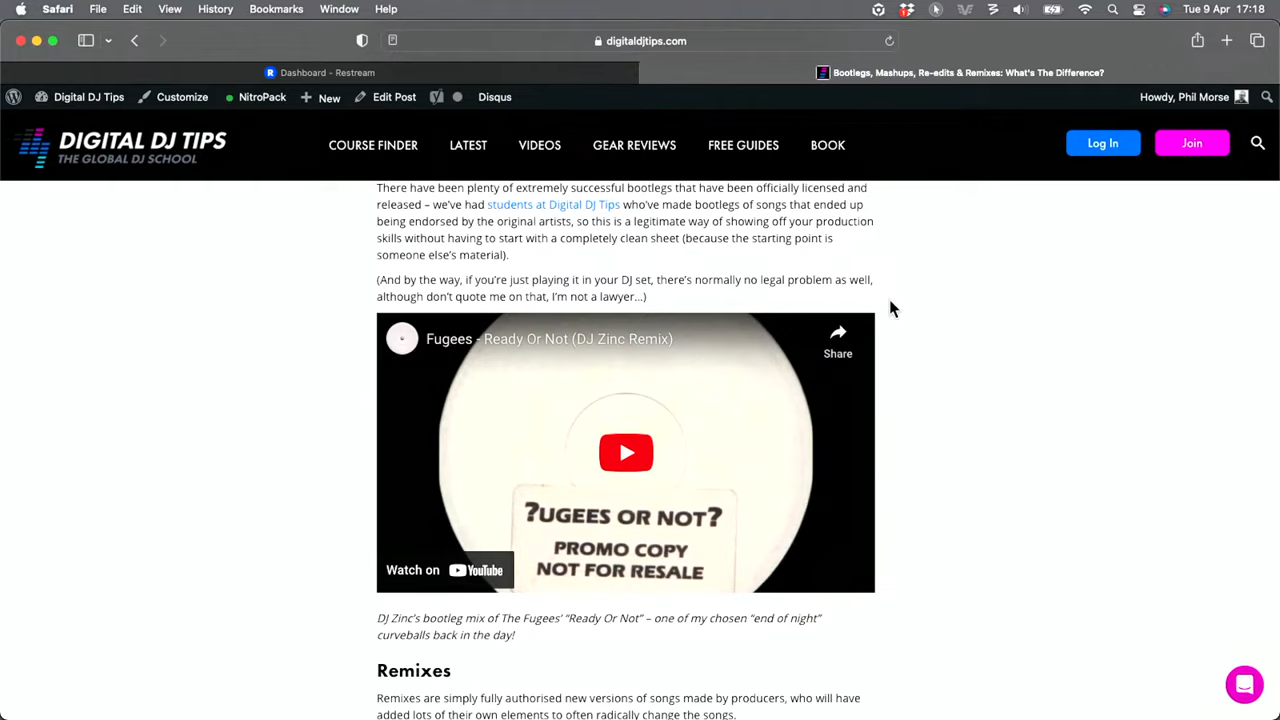 Safari File Edit View History Bookmarks Window Help Tue 9 Apr 17:18
digitaldjtips.com
Dashboard - Restream Bootlegs, Mashups, Re-edits & Remixes: What's The Difference?
Digital DJ Tips Customize NitroPack New Edit Post Disqus Howdy, Phil Morse
DIGITAL DJ TIPS
THE GLOBAL DJ SCHOOL
COURSE FINDER LATEST VIDEOS GEAR REVIEWS FREE GUIDES BOOK Log In Join
There have been plenty of extremely successful bootlegs that have been officially licensed and
released – we've had students at Digital DJ Tips who've made bootlegs of songs that ended up
being endorsed by the original artists, so this is a legitimate way of showing off your production
skills without having to start with a completely clean sheet (because the starting point is
someone else's material).
(And by the way, if you're just playing it in your DJ set, there's normally no legal problem as well,
although don't quote me on that, I'm not a lawyer…)
Fugees - Ready Or Not (DJ Zinc Remix)
Share
?UGEES OR NOT?
PROMO COPY
NOT FOR RESALE
Watch on YouTube
DJ Zinc's bootleg mix of The Fugees' “Ready Or Not” – one of my chosen “end of night”
curveballs back in the day!
Remixes
Remixes are simply fully authorised new versions of songs made by producers, who will have
added lots of their own elements to often radically change the songs.